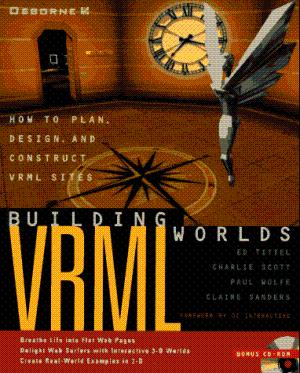 OSBORNE
HOW TO PLAN,
DESIGN, AND
CONSTRUCT
VRML SITES
BUILDING
WORLDS
VRML
ED TITTEL
CHARLIE SCOTT
PAUL WOLFE
CLAIRE SANDERS
FOREWORD BY OZ INTERACTIVE
Breathe Life into Flat Web Pages
Delight Web Surfers with Interactive 3-D Worlds
Create Real-World Examples in 3-D
BONUS CD-ROM